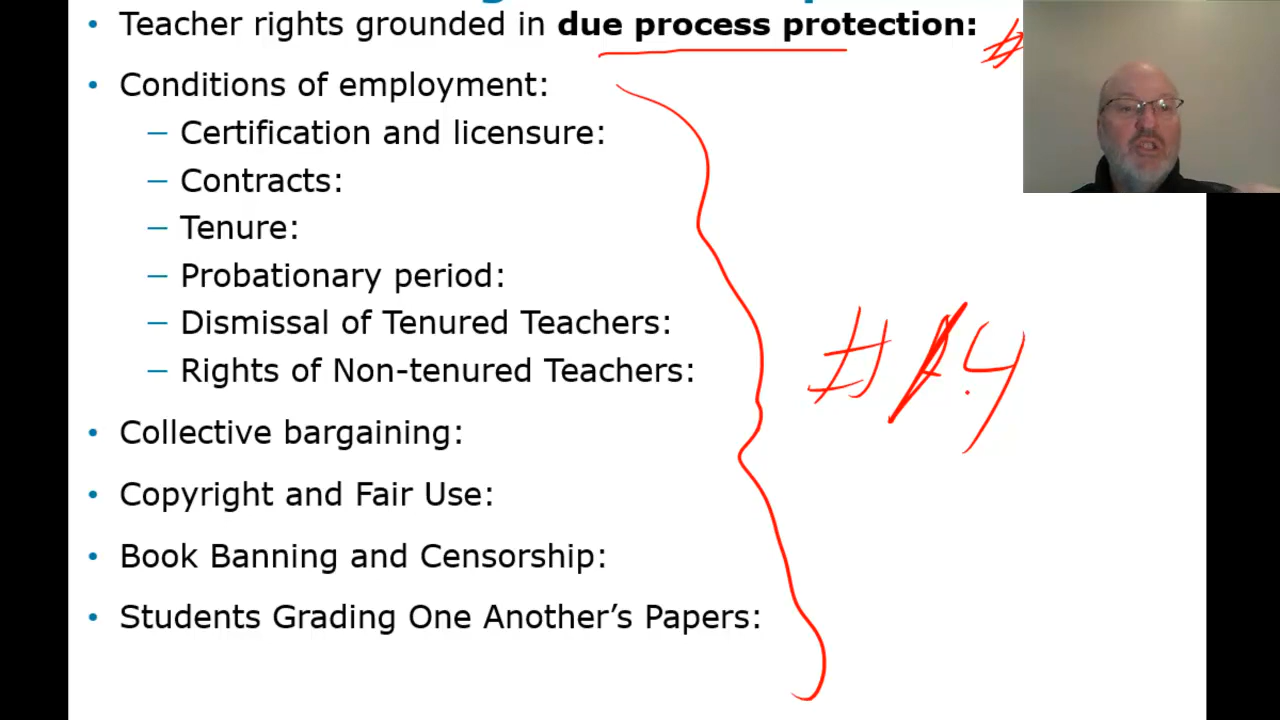 • Teacher rights grounded in due process protection: #
• Conditions of employment:
– Certification and licensure:
– Contracts:
– Tenure:
– Probationary period:
– Dismissal of Tenured Teachers:
– Rights of Non-tenured Teachers:
# 4
• Collective bargaining:
• Copyright and Fair Use:
• Book Banning and Censorship:
• Students Grading One Another’s Papers: